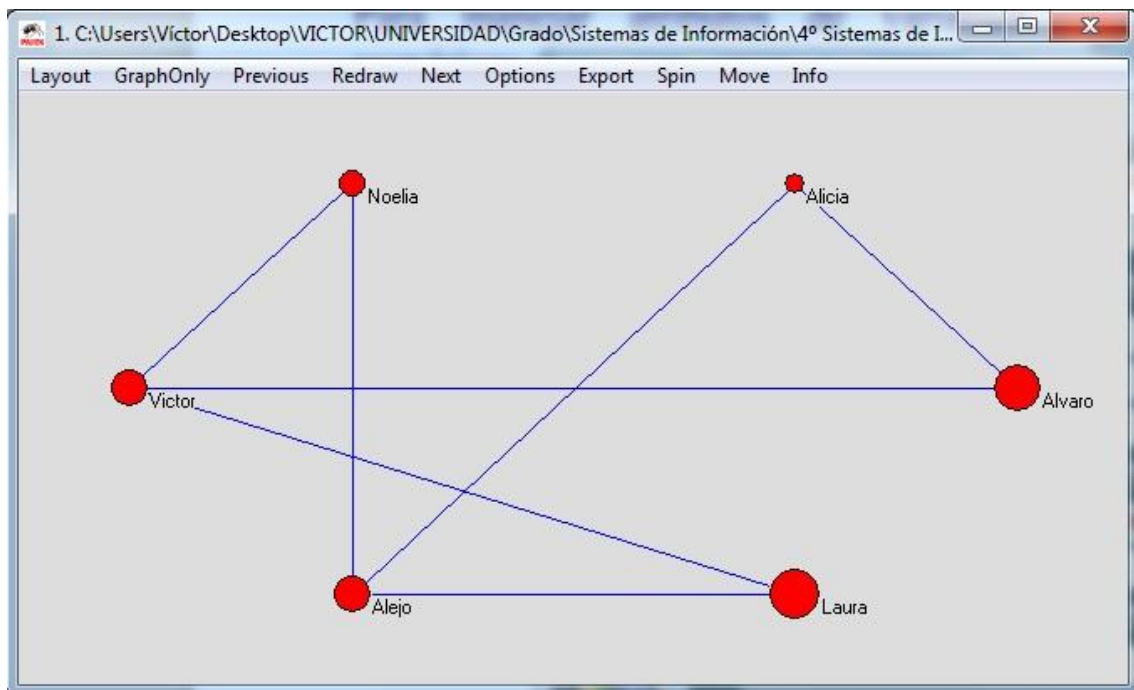 1. C:\Users\Víctor\Desktop\VICTOR\UNIVERSIDAD\Grado\Sistemas de Información\4º Sistemas de I...
Layout GraphOnly Previous Redraw Next Options Export Spin Move Info
Noelia
Alicia
Victor
Alvaro
Alejo
Laura